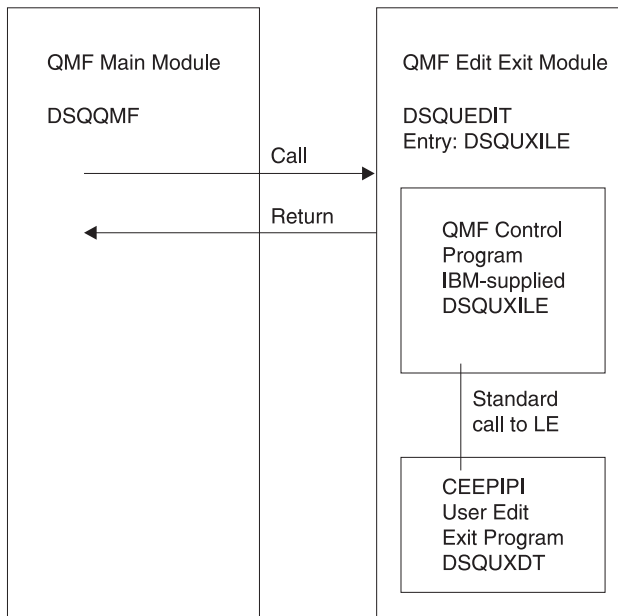 QMF Main Module
DSQQMF
Call
Return
QMF Edit Exit Module
DSQUEDIT
Entry: DSQUXILE
QMF Control
Program
IBM-supplied
DSQUXILE
Standard
call to LE
CEEPIPI
User Edit
Exit Program
DSQUXDT